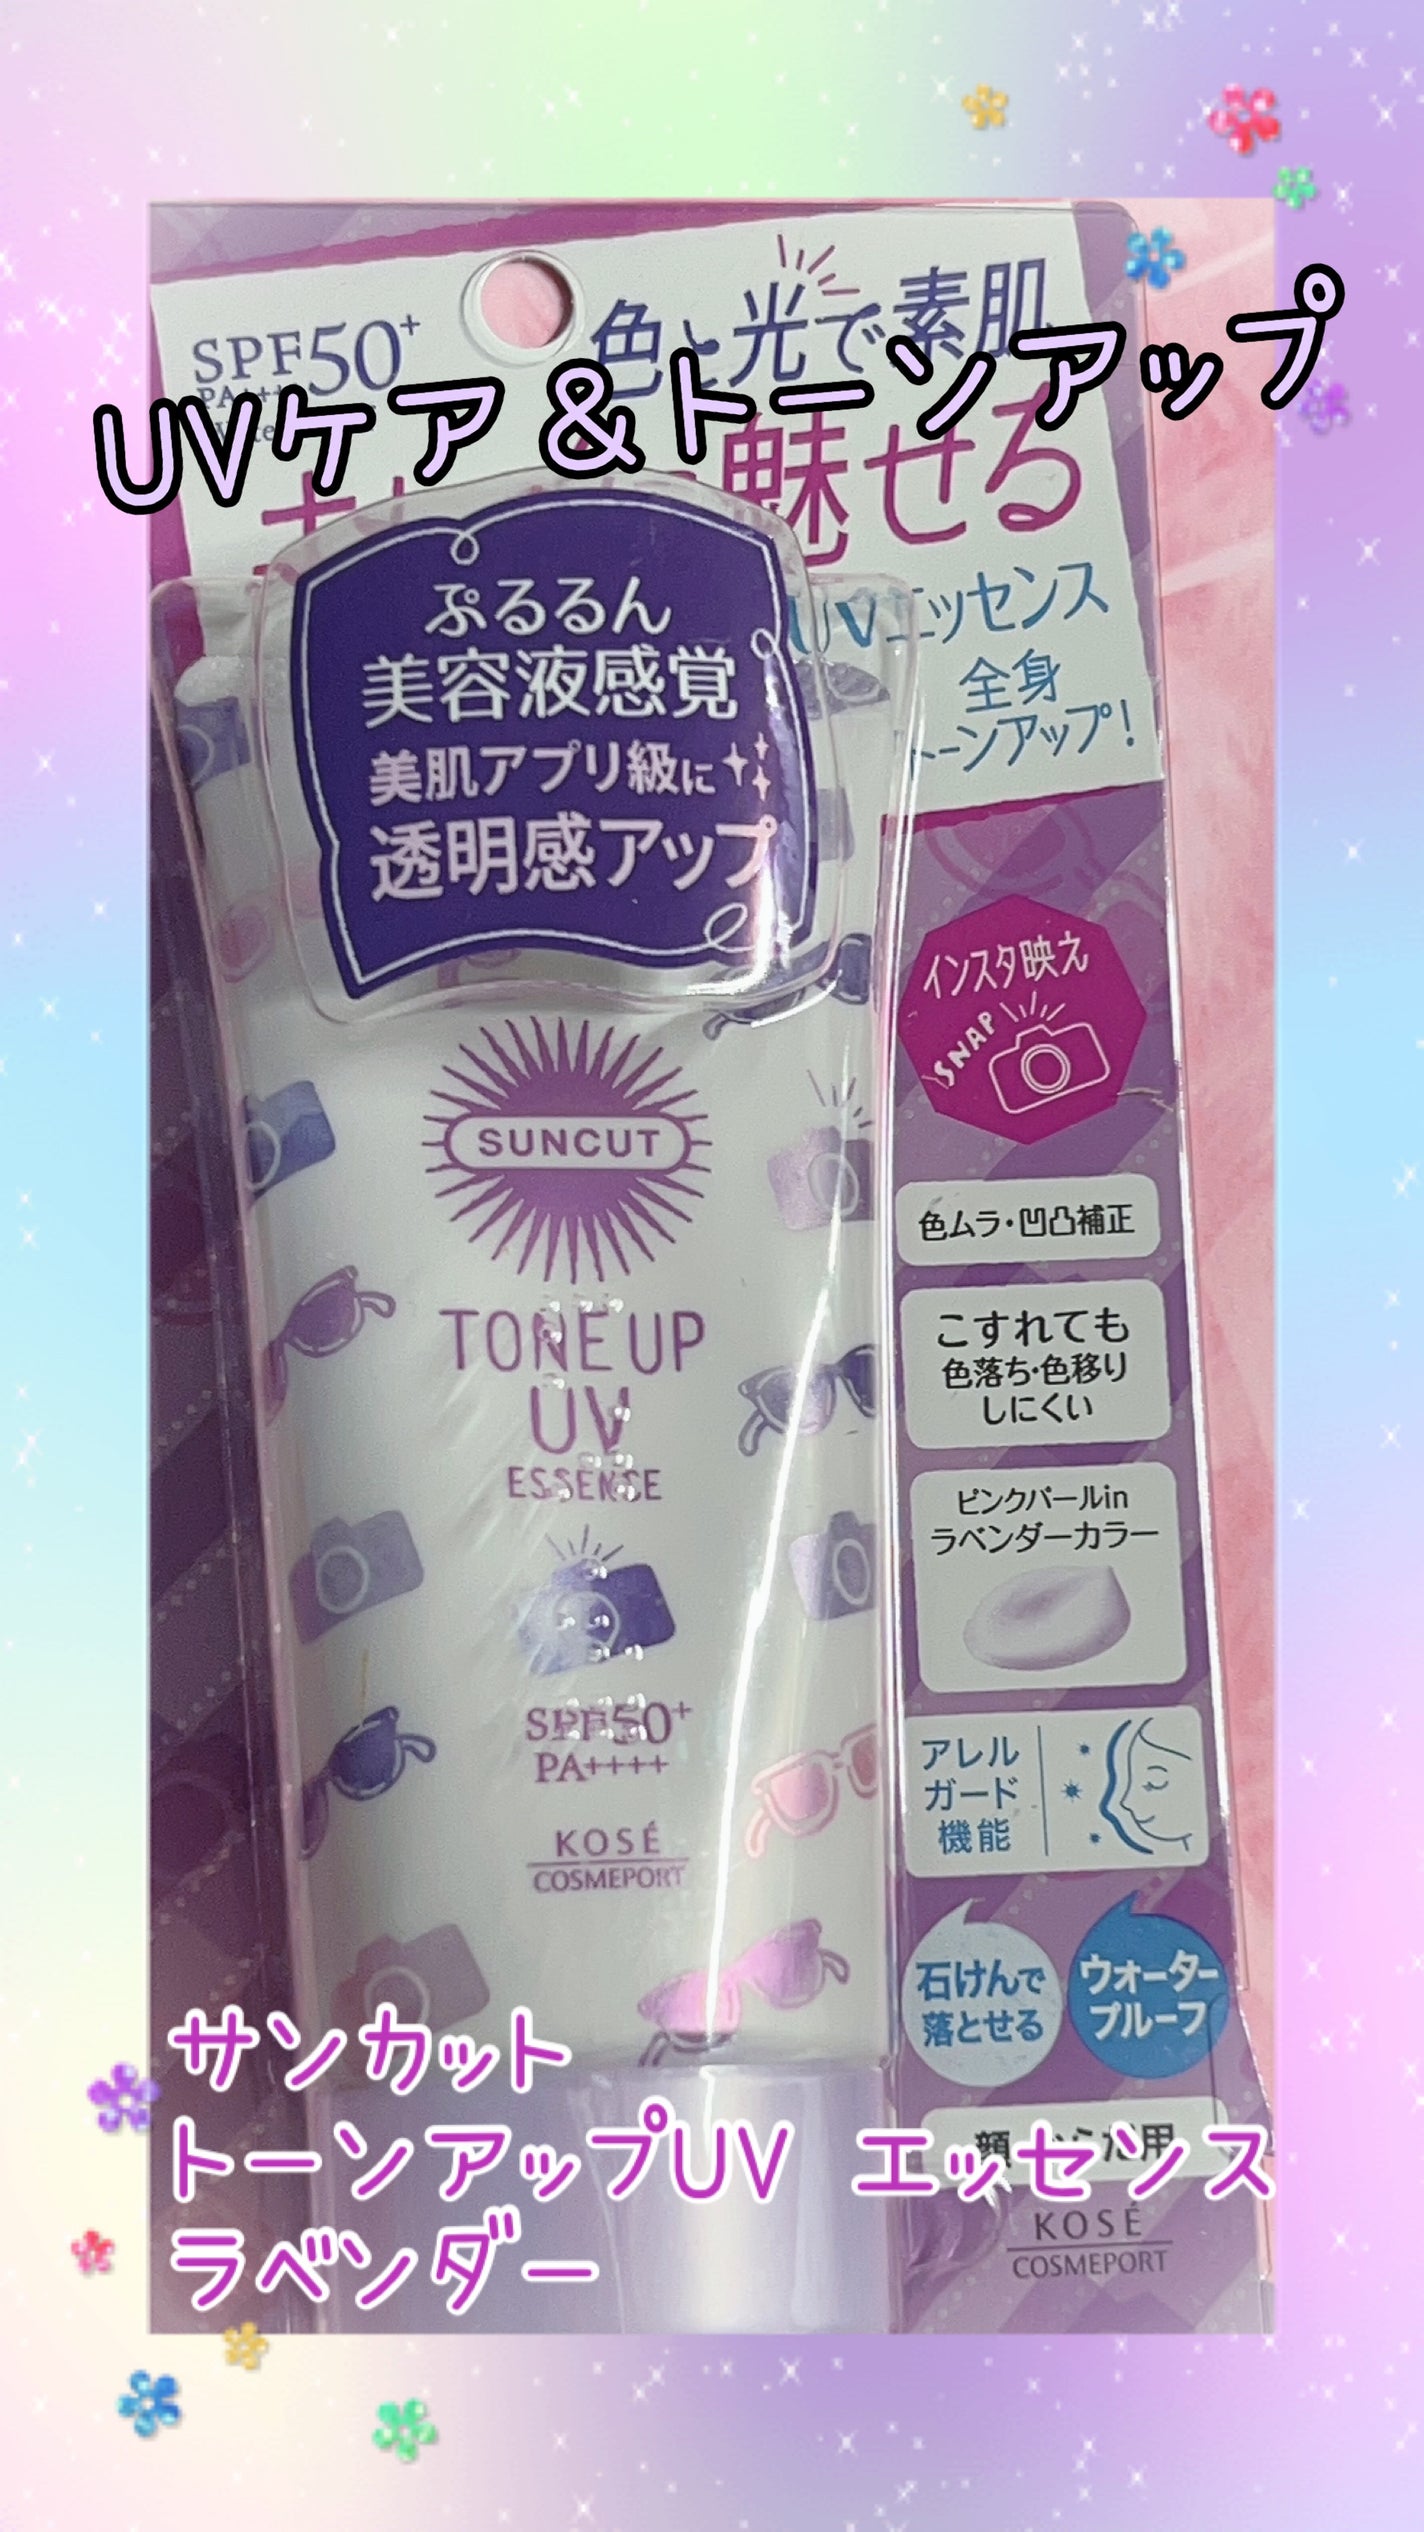 SPF50+
色と光で素肌
UVケア&トーンアップ
魅せる
UVエッセンス
全身
トーンアップ!
ぷるるん
美容液感覚
美肌アプリ級に
透明感アップ
インスタ映え
SNAP
SUNCUT
TONE UP
UV
ESSENCE
SPF50+
PA++++
KOSÉ
COSMEPORT
色ムラ・凹凸補正
こすれても
色落ち・色移り
しにくい
ピンクパールin
ラベンダーカラー
アレル
ガード
機能
石けんで
落とせる
ウォーター
プルーフ
サンカット
トーンアップUV エッセンス
ラベンダー
KOSÉ
COSMEPORT